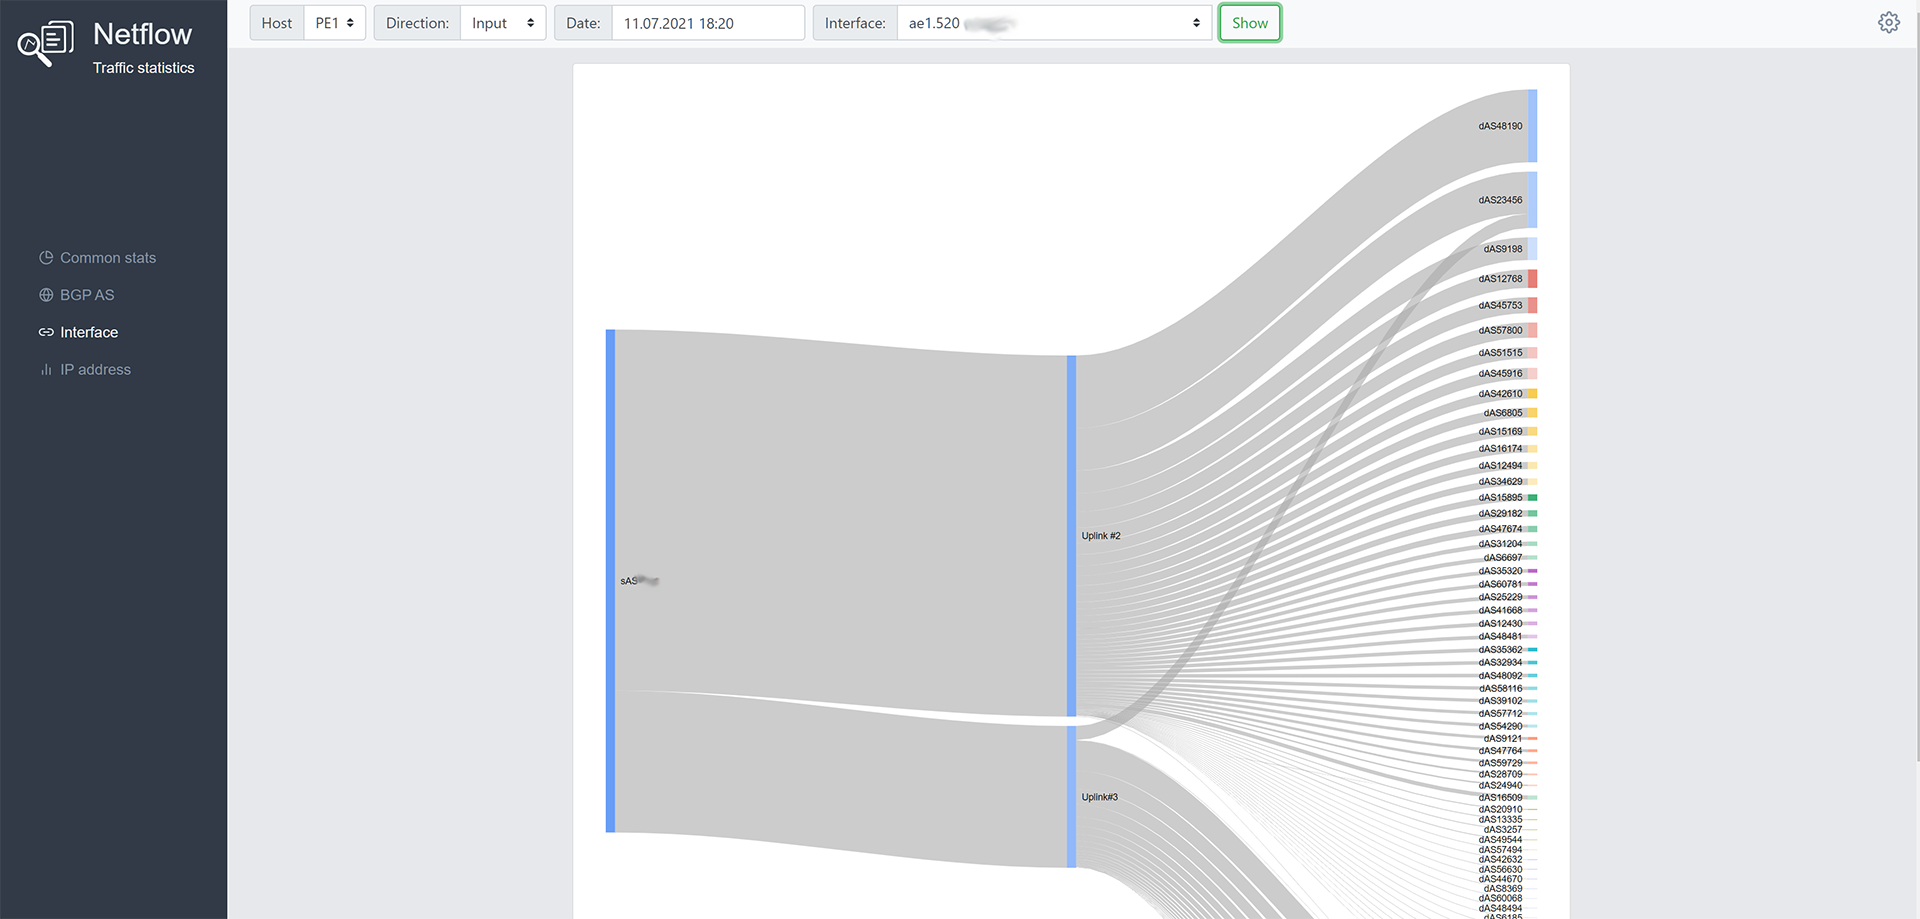 Netflow
Traffic statistics
Host PE1 Direction: Input Date: 11.07.2021 18:20 Interface: ae1.520 Show
Common stats
BGP AS
Interface
IP address
sAS
Uplink #2
Uplink#3
dAS48190
dAS23456
dAS9198
dAS12768
dAS45753
dAS57800
dAS51515
dAS45916
dAS42610
dAS6805
dAS15169
dAS16174
dAS12494
dAS34629
dAS15895
dAS29182
dAS47674
dAS31204
dAS6697
dAS35320
dAS60781
dAS25229
dAS41668
dAS12430
dAS48481
dAS35362
dAS32934
dAS48092
dAS58116
dAS39102
dAS57712
dAS54290
dAS9121
dAS47764
dAS59729
dAS28709
dAS24940
dAS16509
dAS20910
dAS13335
dAS3257
dAS49544
dAS57494
dAS42632
dAS56630
dAS44670
dAS8369
dAS60068
dAS48494
dAS6185